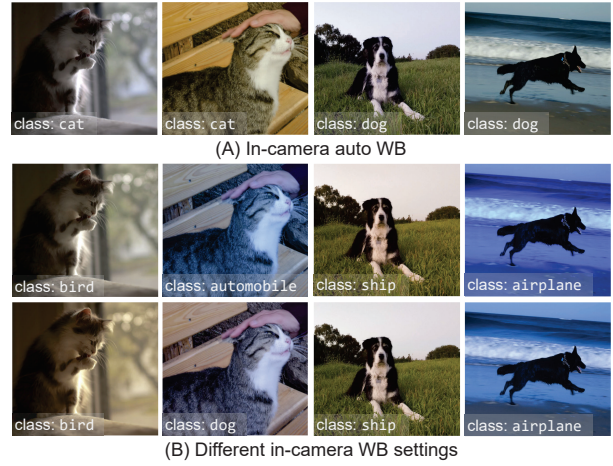 class: cat class: cat class: dog class: dog
(A) In-camera auto WB
class: bird class: automobile class: ship class: airplane
class: bird class: dog class: ship class: airplane
(B) Different in-camera WB settings